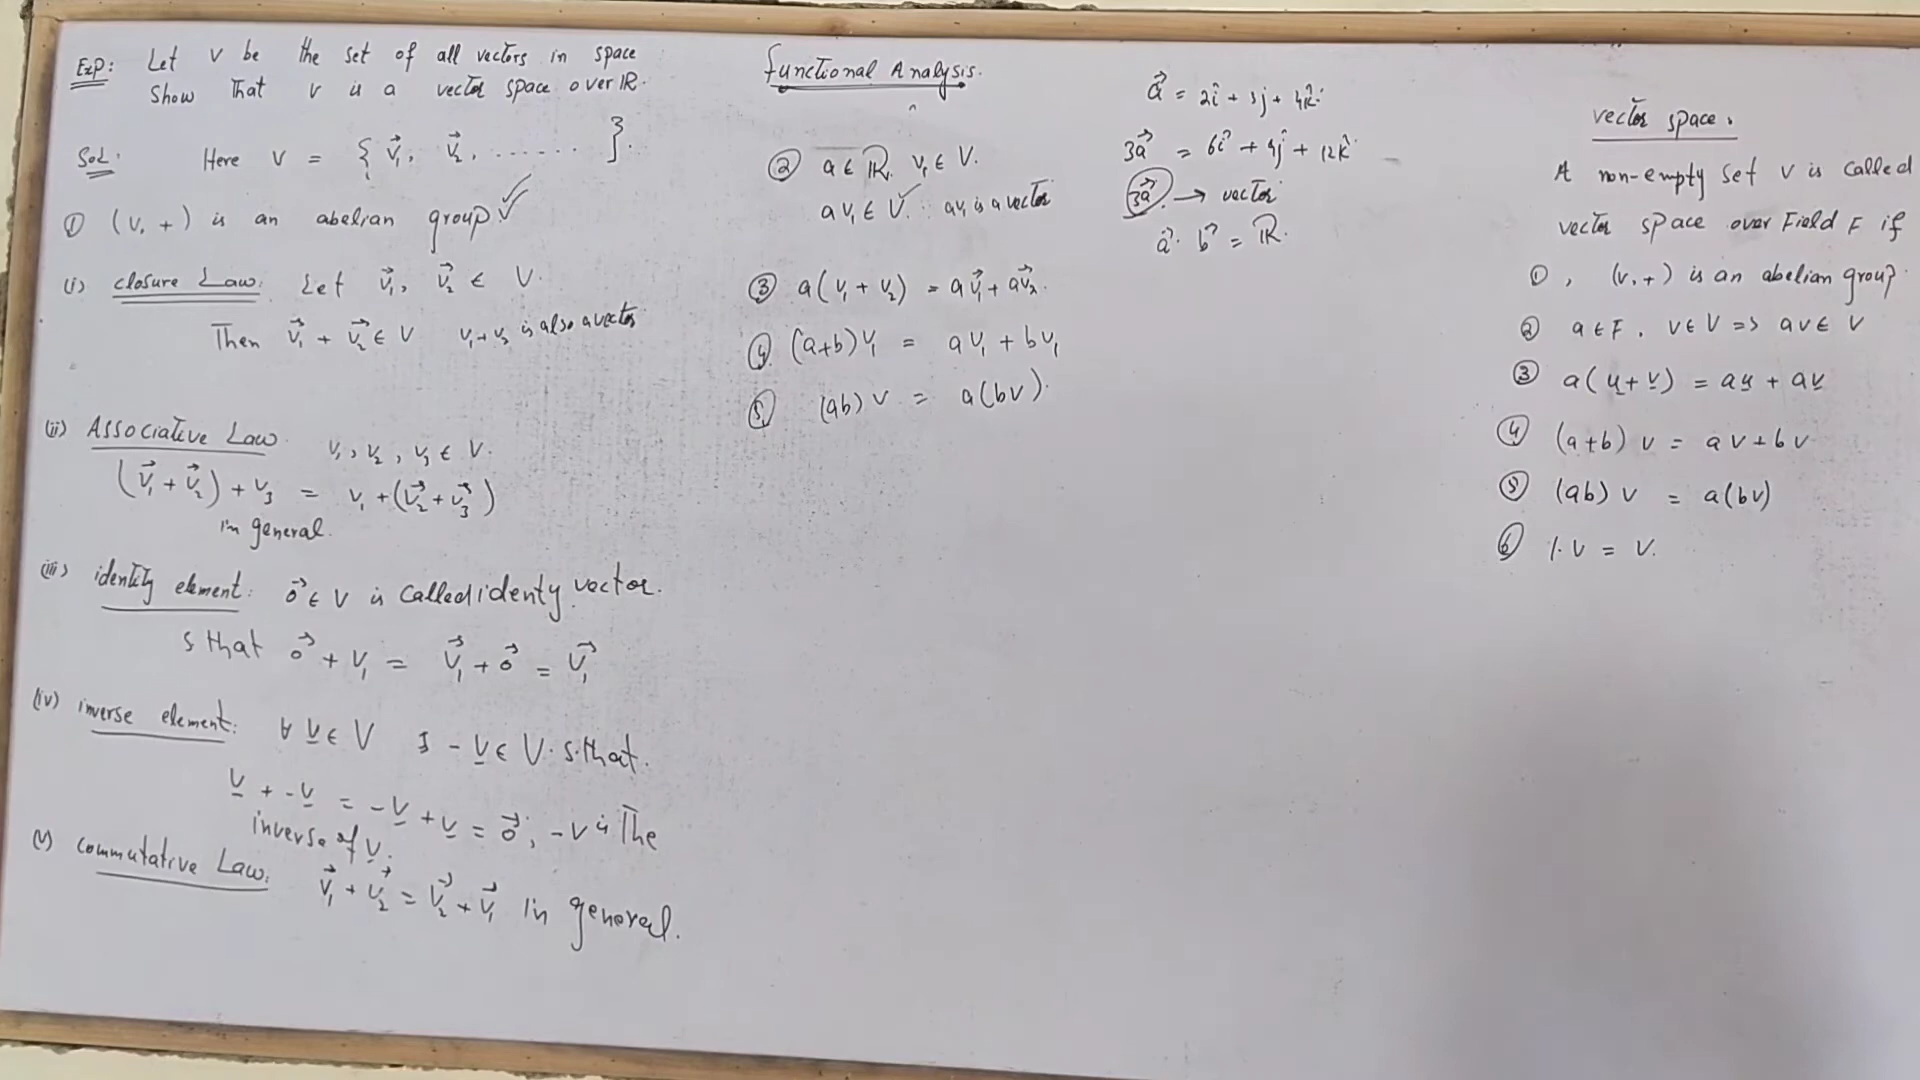 Exp: Let V be the set of all vectors in space
Show That V is a vector space over IR.
Sol: Here V = { v⃗₁, v⃗₂, ....... }.
① (V, +) is an abelian group ✓
(i) closure Law: Let v⃗₁, v⃗₂ ∈ V.
Then v⃗₁ + v⃗₂ ∈ V v₁+v₂ is also a vector
(ii) Associative Law. v₁, v₂, v₃ ∈ V.
(v⃗₁ + v⃗₂) + v₃ = v₁ + (v⃗₂ + v⃗₃)
in general.
(iii) identity element: o⃗ ∈ V is called identy vector.
s that o⃗ + v₁ = v⃗₁ + o⃗ = v⃗₁
(iv) inverse element: ∀ v ∈ V ∃ - v ∈ V. s.that.
v + -v = -v + v = o⃗, -v is The
inverse of v.
(v) commutative Law: v⃗₁ + v⃗₂ = v⃗₂ + v⃗₁ in general.
functional Analysis.
② a ∈ IR, v₁ ∈ V.
av₁ ∈ V. ∵ av₁ is a vector
③ a(v₁ + v₂) = av⃗₁ + av⃗₂.
④ (a+b)v₁ = av₁ + bv₁
⑤ (ab)v = a(bv).
a⃗ = 2î + 3j + 4k̂
3a⃗ = 6î + 9ĵ + 12k̂
3a⃗ → vector
a⃗ . b⃗ = IR.
vector space.
A non-empty set V is called
vector space over Field F if
①, (V,+) is an abelian group.
② a ∈ F, v ∈ V => av ∈ V
③ a(u+v) = au + av
④ (a+b) v = av + bv
⑤ (ab) v = a(bv)
⑥ 1.v = v.